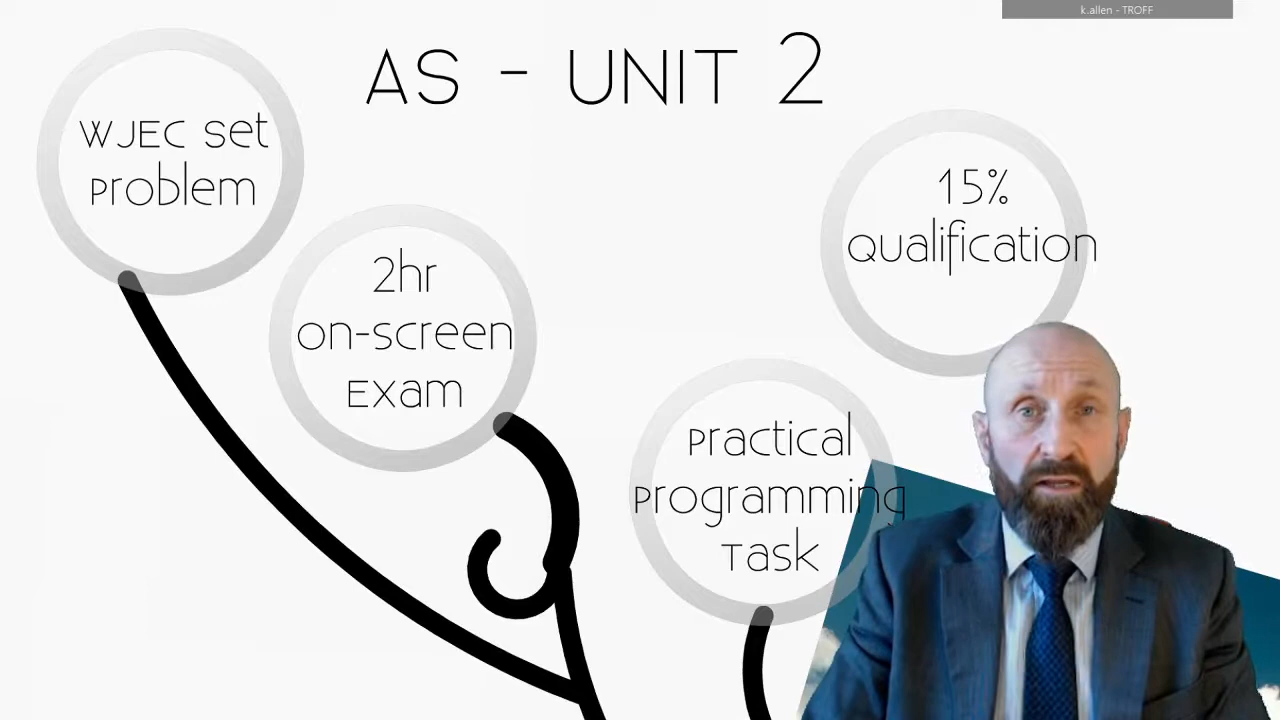 k.allen - TROFF
AS - UNIT 2
WJEC set
Problem
2hr
on-screen
Exam
15%
qualification
Practical
Programming
Task